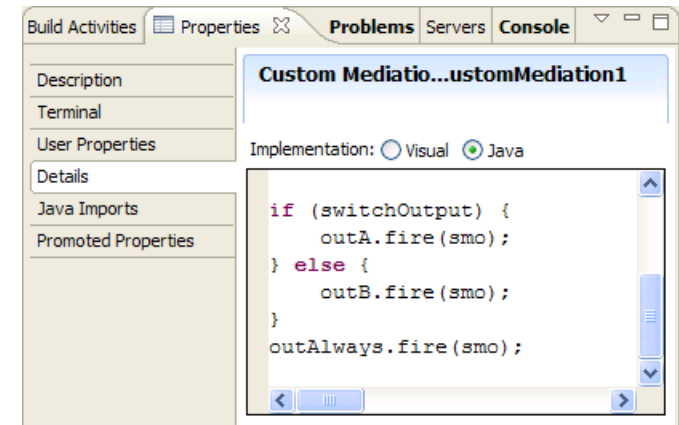 Build Activities Properties Problems Servers Console
Description
Terminal
User Properties
Details
Java Imports
Promoted Properties
Custom Mediatio...ustomMediation1
Implementation: Visual Java
if (switchOutput) {
    outA.fire(smo);
} else {
    outB.fire(smo);
}
outAlways.fire(smo);